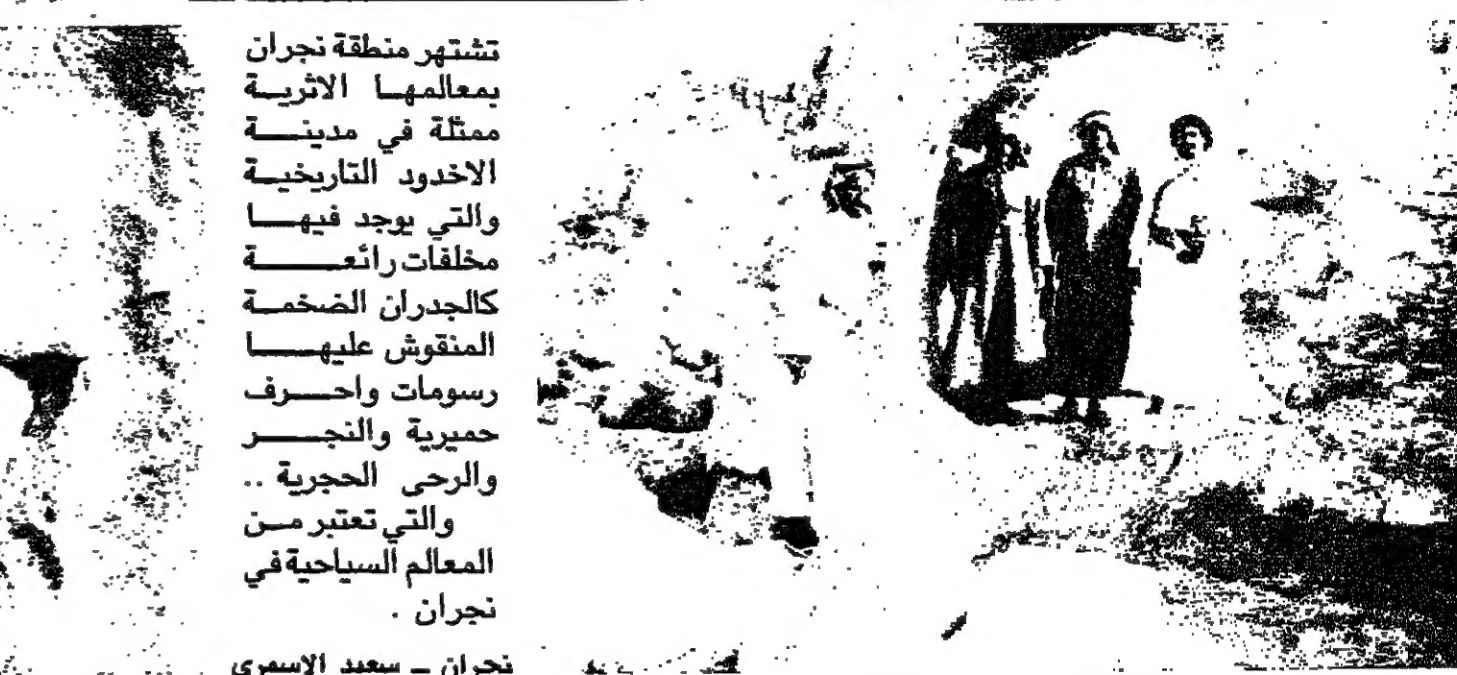 تشتهر منطقة نجران
بمعالمها الاثرية
ممثلة في مدينة
الاخدود التاريخية
والتي يوجد فيها
مخلفات رائعة
كالجدران الضخمة
المنقوش عليها
رسومات واحرف
حميرية والنجر
والرحى الحجرية ..
والتي تعتبر من
المعالم السياحية في
نجران .
نجران ــ سعيد الاسمري